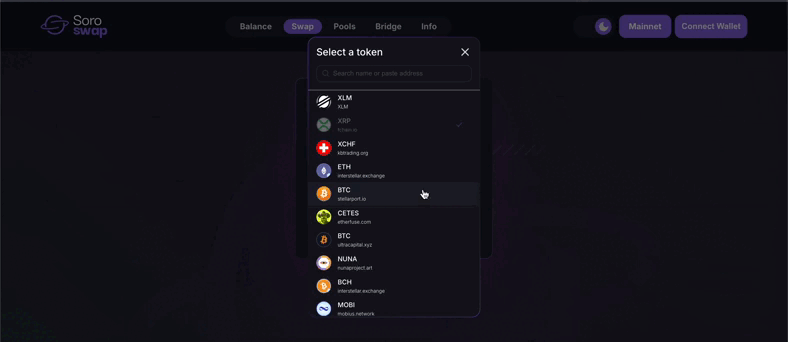 Soro
swap
Balance
Swap
Pools
Bridge
Info
Mainnet
Connect Wallet
Select a token
Search name or paste address
XLM
XLM
XRP
fchain.io
XCHF
kbtrading.org
ETH
interstellar.exchange
BTC
stellarport.io
CETES
etherfuse.com
BTC
ultracapital.xyz
NUNA
nunaproject.art
BCH
interstellar.exchange
MOBI
mobius.network